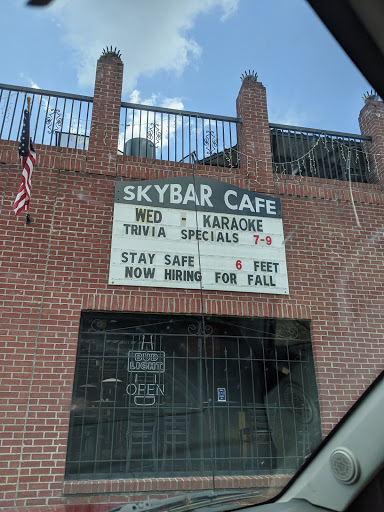 SKYBAR CAFE
WED - KARAOKE
TRIVIA SPECIALS 7-9
STAY SAFE 6 FEET
NOW HIRING FOR FALL
BUD
LIGHT
OPEN